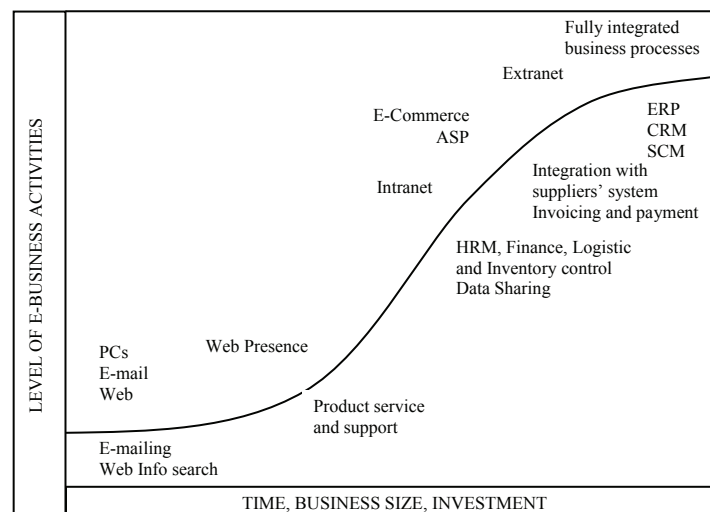 Fully integrated
business processes
Extranet
E-Commerce
ASP
ERP
CRM
SCM
Integration with
suppliers' system
Invoicing and payment
Intranet
HRM, Finance, Logistic
and Inventory control
Data Sharing
Web Presence
PCs
E-mail
Web
Product service
and support
E-mailing
Web Info search
LEVEL OF E-BUSINESS ACTIVITIES
TIME, BUSINESS SIZE, INVESTMENT